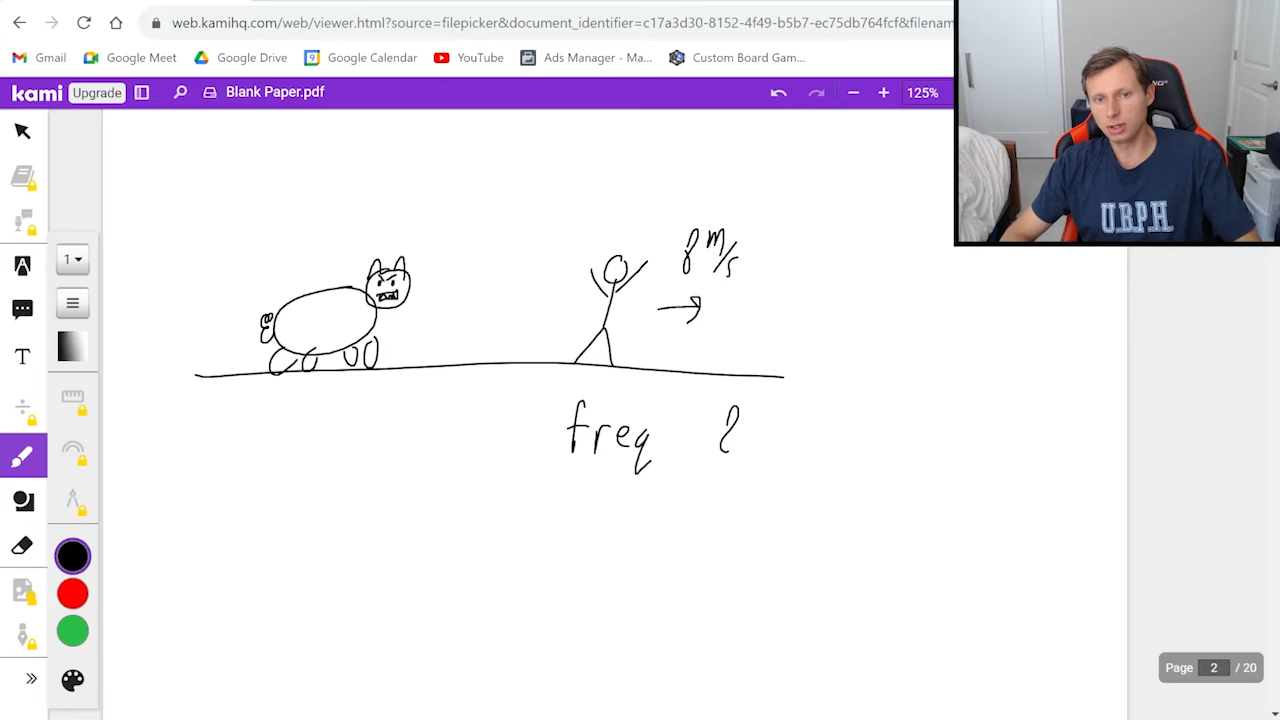 web.kamihq.com/web/viewer.html?source=filepicker&document_identifier=c17a3d30-8152-4f49-b5b7-ec75db764fcf&filenam
Gmail Google Meet Google Drive Google Calendar YouTube Ads Manager - Ma... Custom Board Gam...
kami Upgrade Blank Paper.pdf 125%
U.B.P.H.
8 m/s
1
freq ?
T
Page 2 / 20